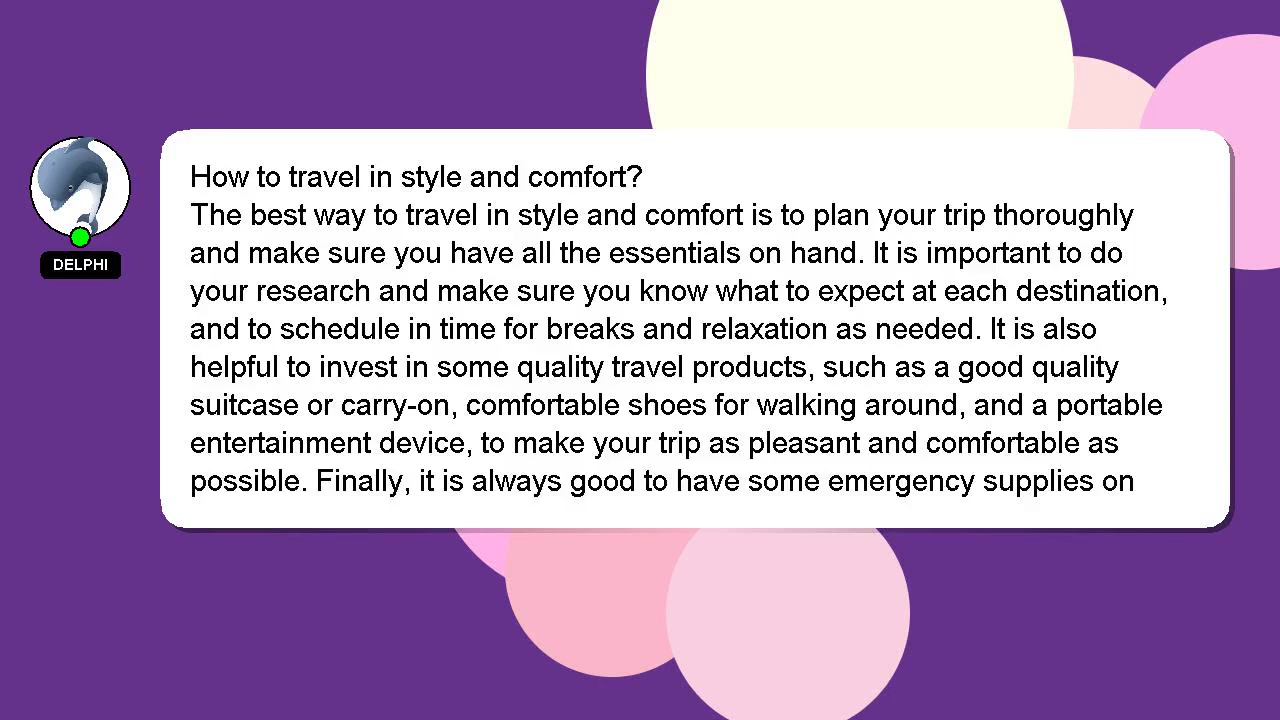 How to travel in style and comfort?
The best way to travel in style and comfort is to plan your trip thoroughly
and make sure you have all the essentials on hand. It is important to do
your research and make sure you know what to expect at each destination,
and to schedule in time for breaks and relaxation as needed. It is also
helpful to invest in some quality travel products, such as a good quality
suitcase or carry-on, comfortable shoes for walking around, and a portable
entertainment device, to make your trip as pleasant and comfortable as
possible. Finally, it is always good to have some emergency supplies on
DELPHI